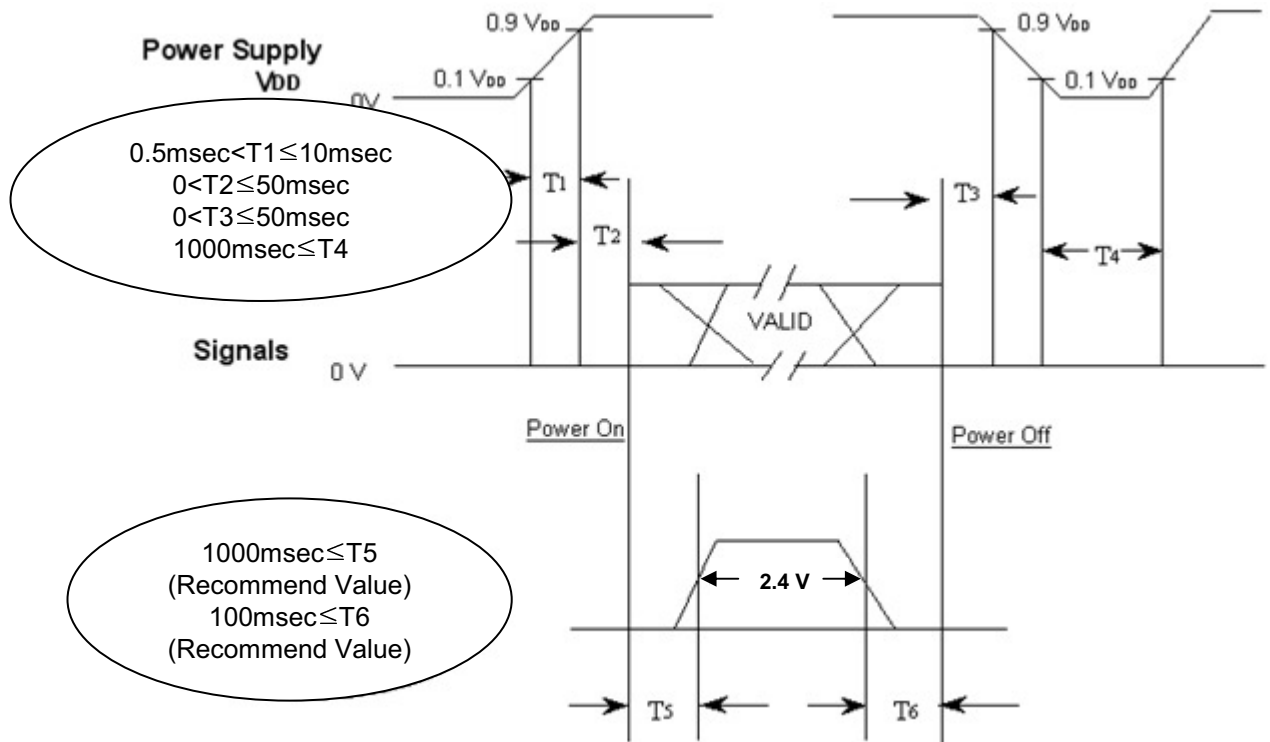 0.9 VDD
0.9 VDD
Power Supply
VDD
0.1 VDD
0.1 VDD
0V
0.5msec<T1≦10msec
0<T2≦50msec
0<T3≦50msec
1000msec≦T4
T1
T3
T2
T4
VALID
Signals
0 V
Power On
Power Off
1000msec≦T5
(Recommend Value)
100msec≦T6
(Recommend Value)
2.4 V
T5
T6